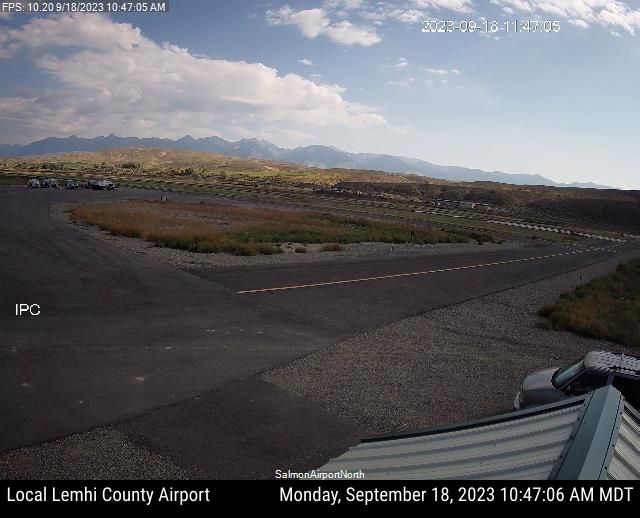 FPS: 10.20 9/18/2023 10:47:05 AM
2023-09-18-11:47:05
IPC
SalmonAirportNorth
Local Lemhi County Airport
Monday, September 18, 2023 10:47:06 AM MDT